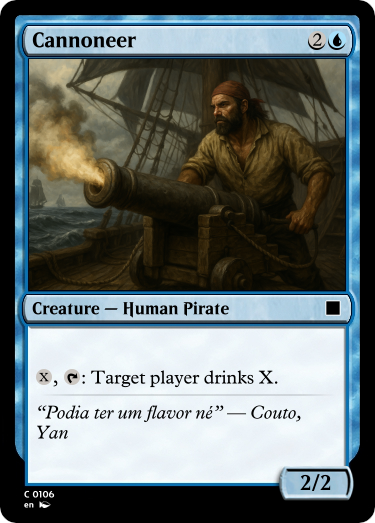 Cannoneer 2
Creature — Human Pirate
X, : Target player drinks X.
“Podia ter um flavor né” — Couto,
Yan
2/2
C 0106
en